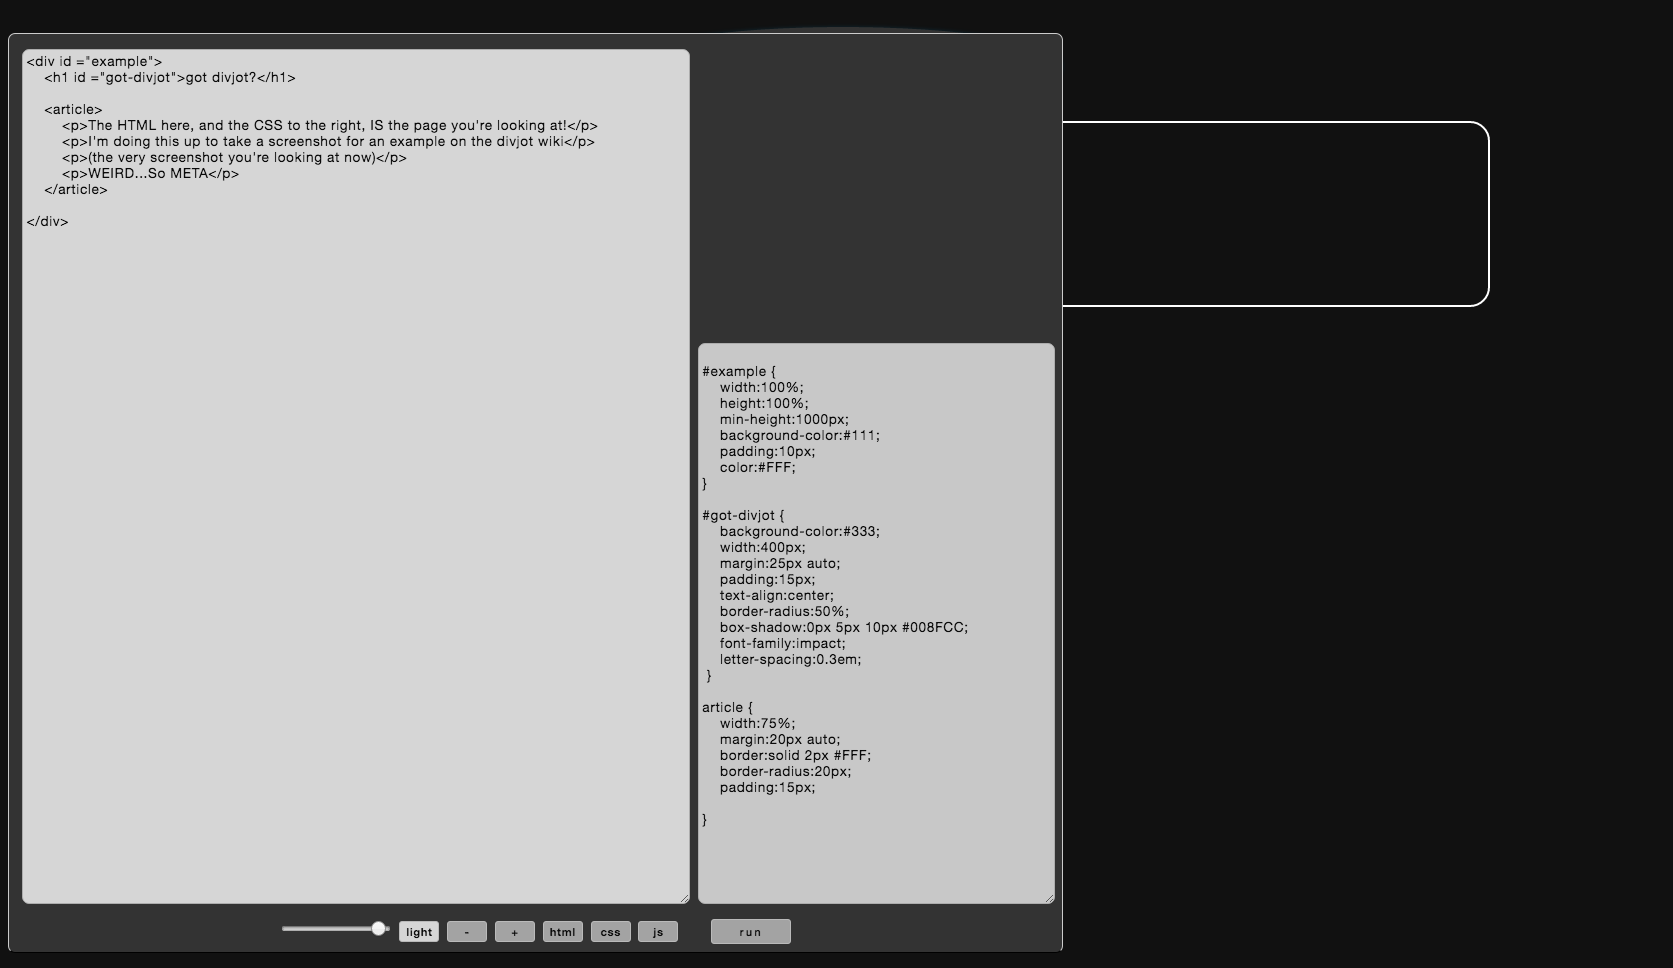 <div id ="example">
<h1 id ="got-divjot">got divjot?</h1>
<article>
<p>The HTML here, and the CSS to the right, IS the page you're looking at!</p>
<p>I'm doing this up to take a screenshot for an example on the divjot wiki</p>
<p>(the very screenshot you're looking at now)</p>
<p>WEIRD...So META</p>
</article>
</div>
#example {
width:100%;
height:100%;
min-height:1000px;
background-color:#111;
padding:10px;
color:#FFF;
}
#got-divjot {
background-color:#333;
width:400px;
margin:25px auto;
padding:15px;
text-align:center;
border-radius:50%;
box-shadow:0px 5px 10px #008FCC;
font-family:impact;
letter-spacing:0.3em;
}
article {
width:75%;
margin:20px auto;
border:solid 2px #FFF;
border-radius:20px;
padding:15px;
}
light - + html css js run